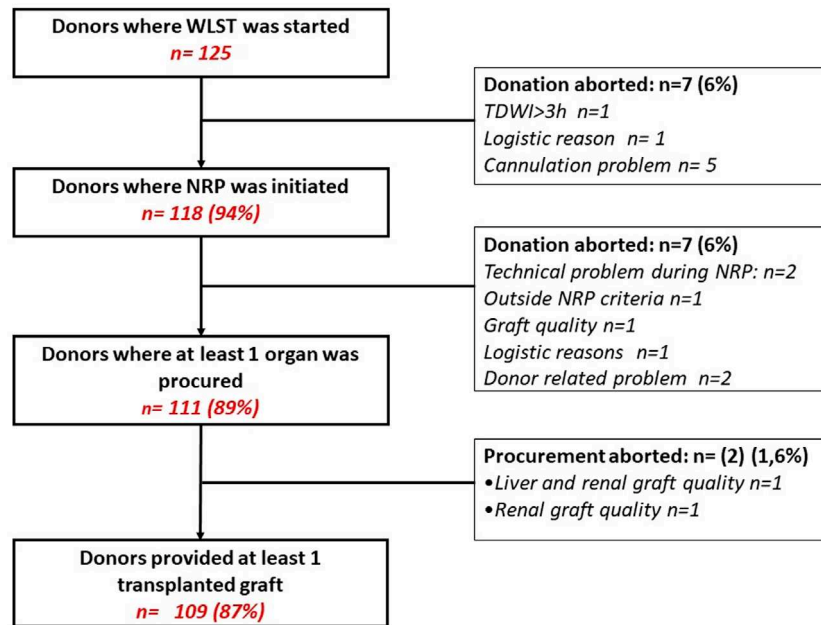 Donors where WLST was started
n= 125
Donation aborted: n=7 (6%)
TDWI>3h n=1
Logistic reason n= 1
Cannulation problem n= 5
Donors where NRP was initiated
n= 118 (94%)
Donation aborted: n=7 (6%)
Technical problem during NRP: n=2
Outside NRP criteria n=1
Graft quality n=1
Logistic reasons n=1
Donor related problem n=2
Donors where at least 1 organ was
procured
n= 111 (89%)
Procurement aborted: n= (2) (1,6%)
•Liver and renal graft quality n=1
•Renal graft quality n=1
Donors provided at least 1
transplanted graft
n= 109 (87%)